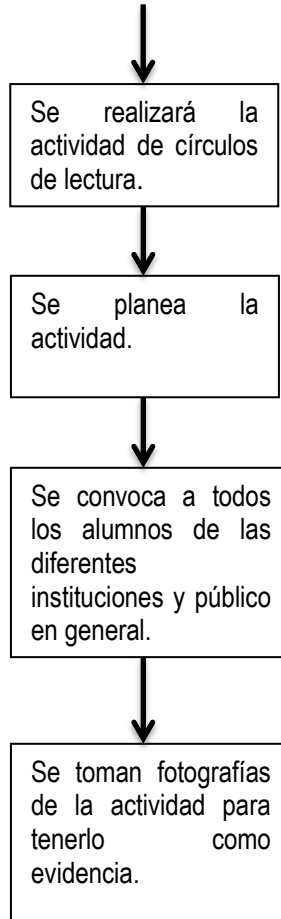 Se realizará la
actividad de círculos
de lectura.
Se planea la
actividad.
Se convoca a todos
los alumnos de las
diferentes
instituciones y público
en general.
Se toman fotografías
de la actividad para
tenerlo como
evidencia.